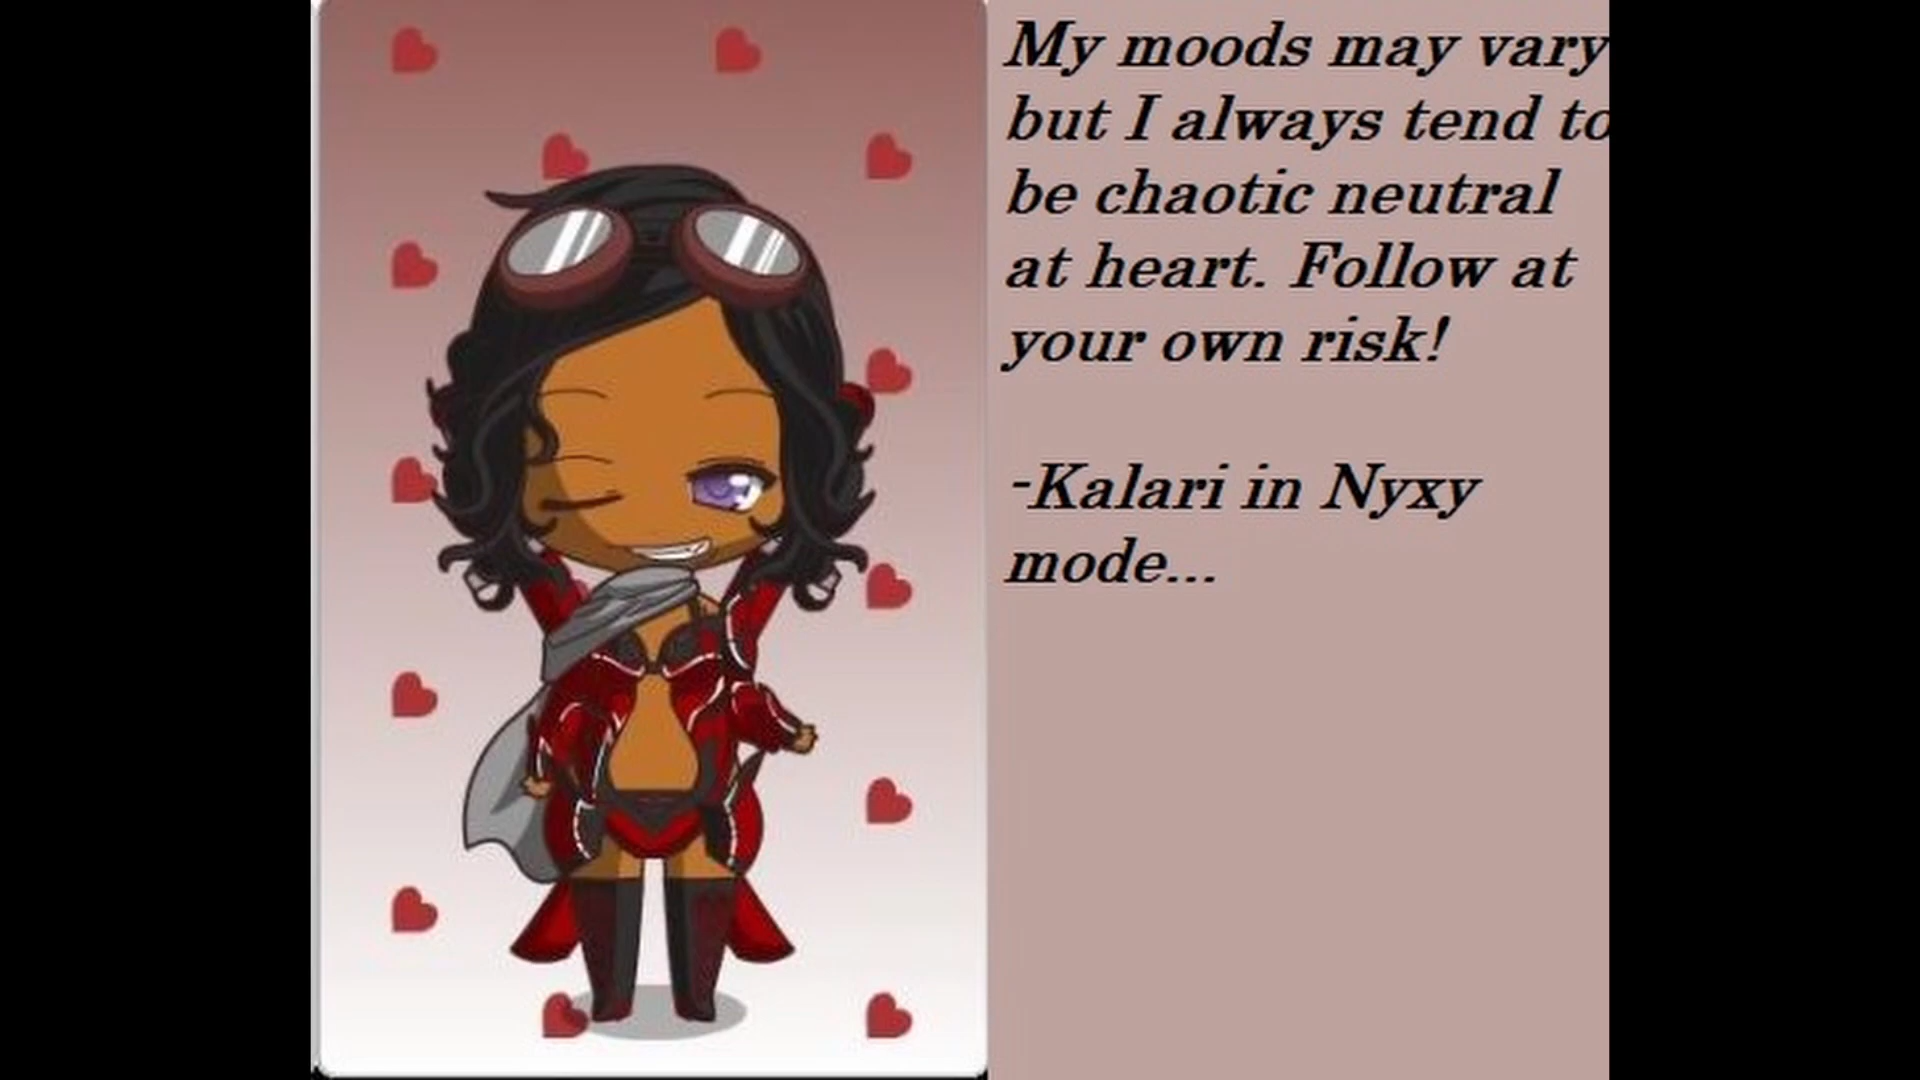 My moods may vary
but I always tend to
be chaotic neutral
at heart. Follow at
your own risk!
-Kalari in Nyxy
mode...